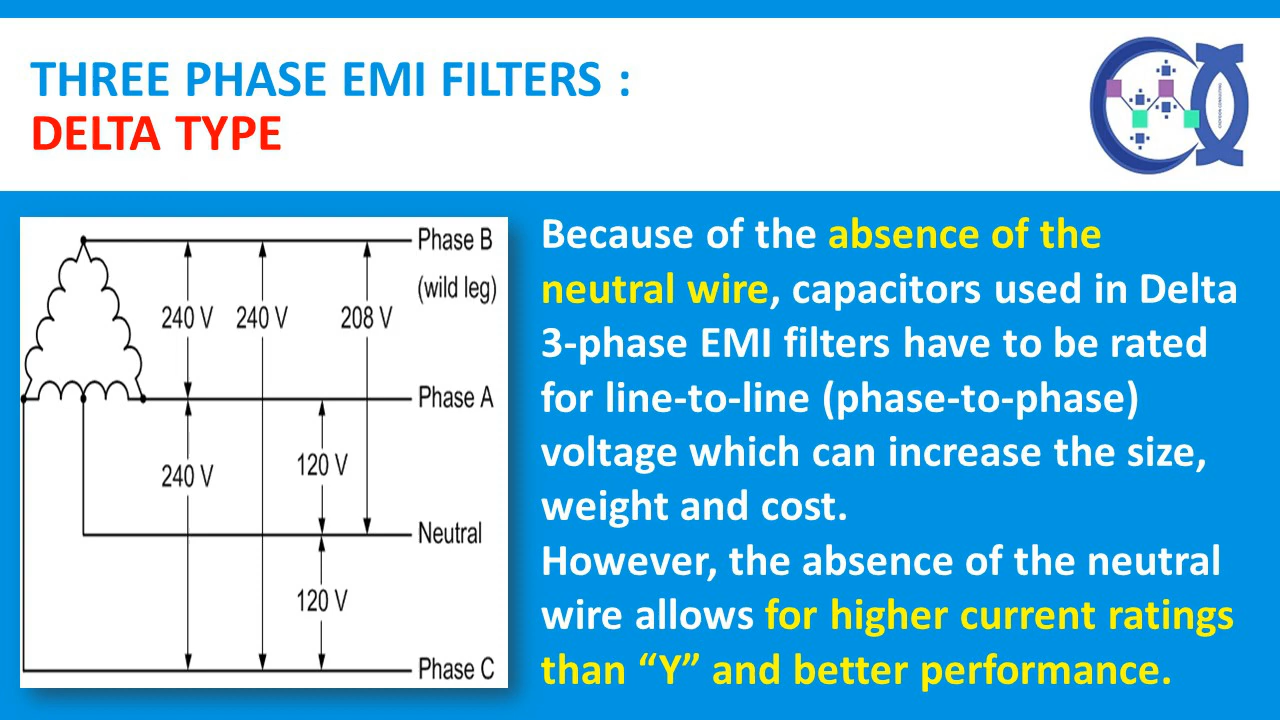 THREE PHASE EMI FILTERS :
DELTA TYPE
Phase B
(wild leg)
240 V 240 V 208 V
Phase A
240 V
120 V
Neutral
120 V
Phase C
Because of the absence of the
neutral wire, capacitors used in Delta
3-phase EMI filters have to be rated
for line-to-line (phase-to-phase)
voltage which can increase the size,
weight and cost.
However, the absence of the neutral
wire allows for higher current ratings
than “Y” and better performance.